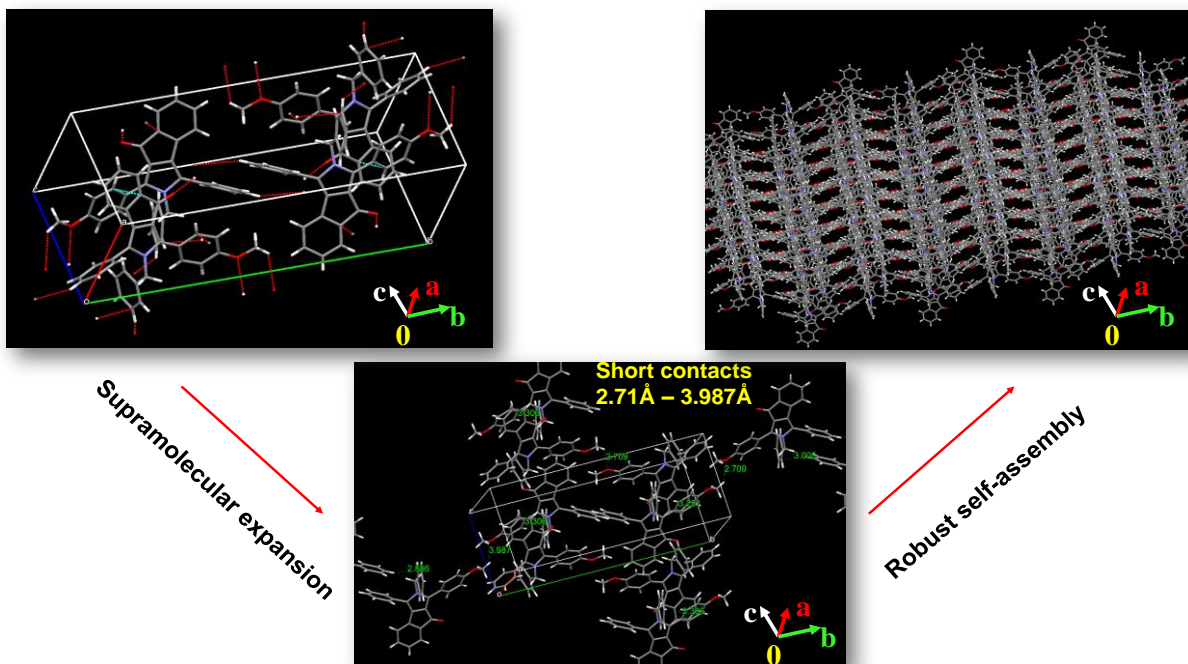 c
a
b
0
c
a
b
0
Supramolecular expansion
Short contacts
2.71Å – 3.987Å
2.709
2.709
3.987
c
a
b
0
Robust self-assembly